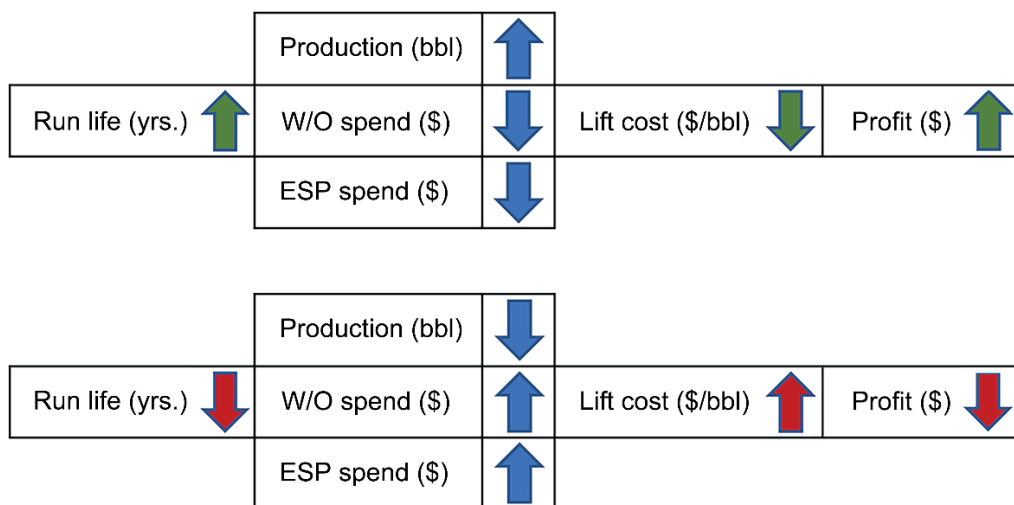 Production (bbl)
Run life (yrs.) W/O spend ($) Lift cost ($/bbl) Profit ($)
ESP spend ($)
Production (bbl)
Run life (yrs.) W/O spend ($) Lift cost ($/bbl) Profit ($)
ESP spend ($)